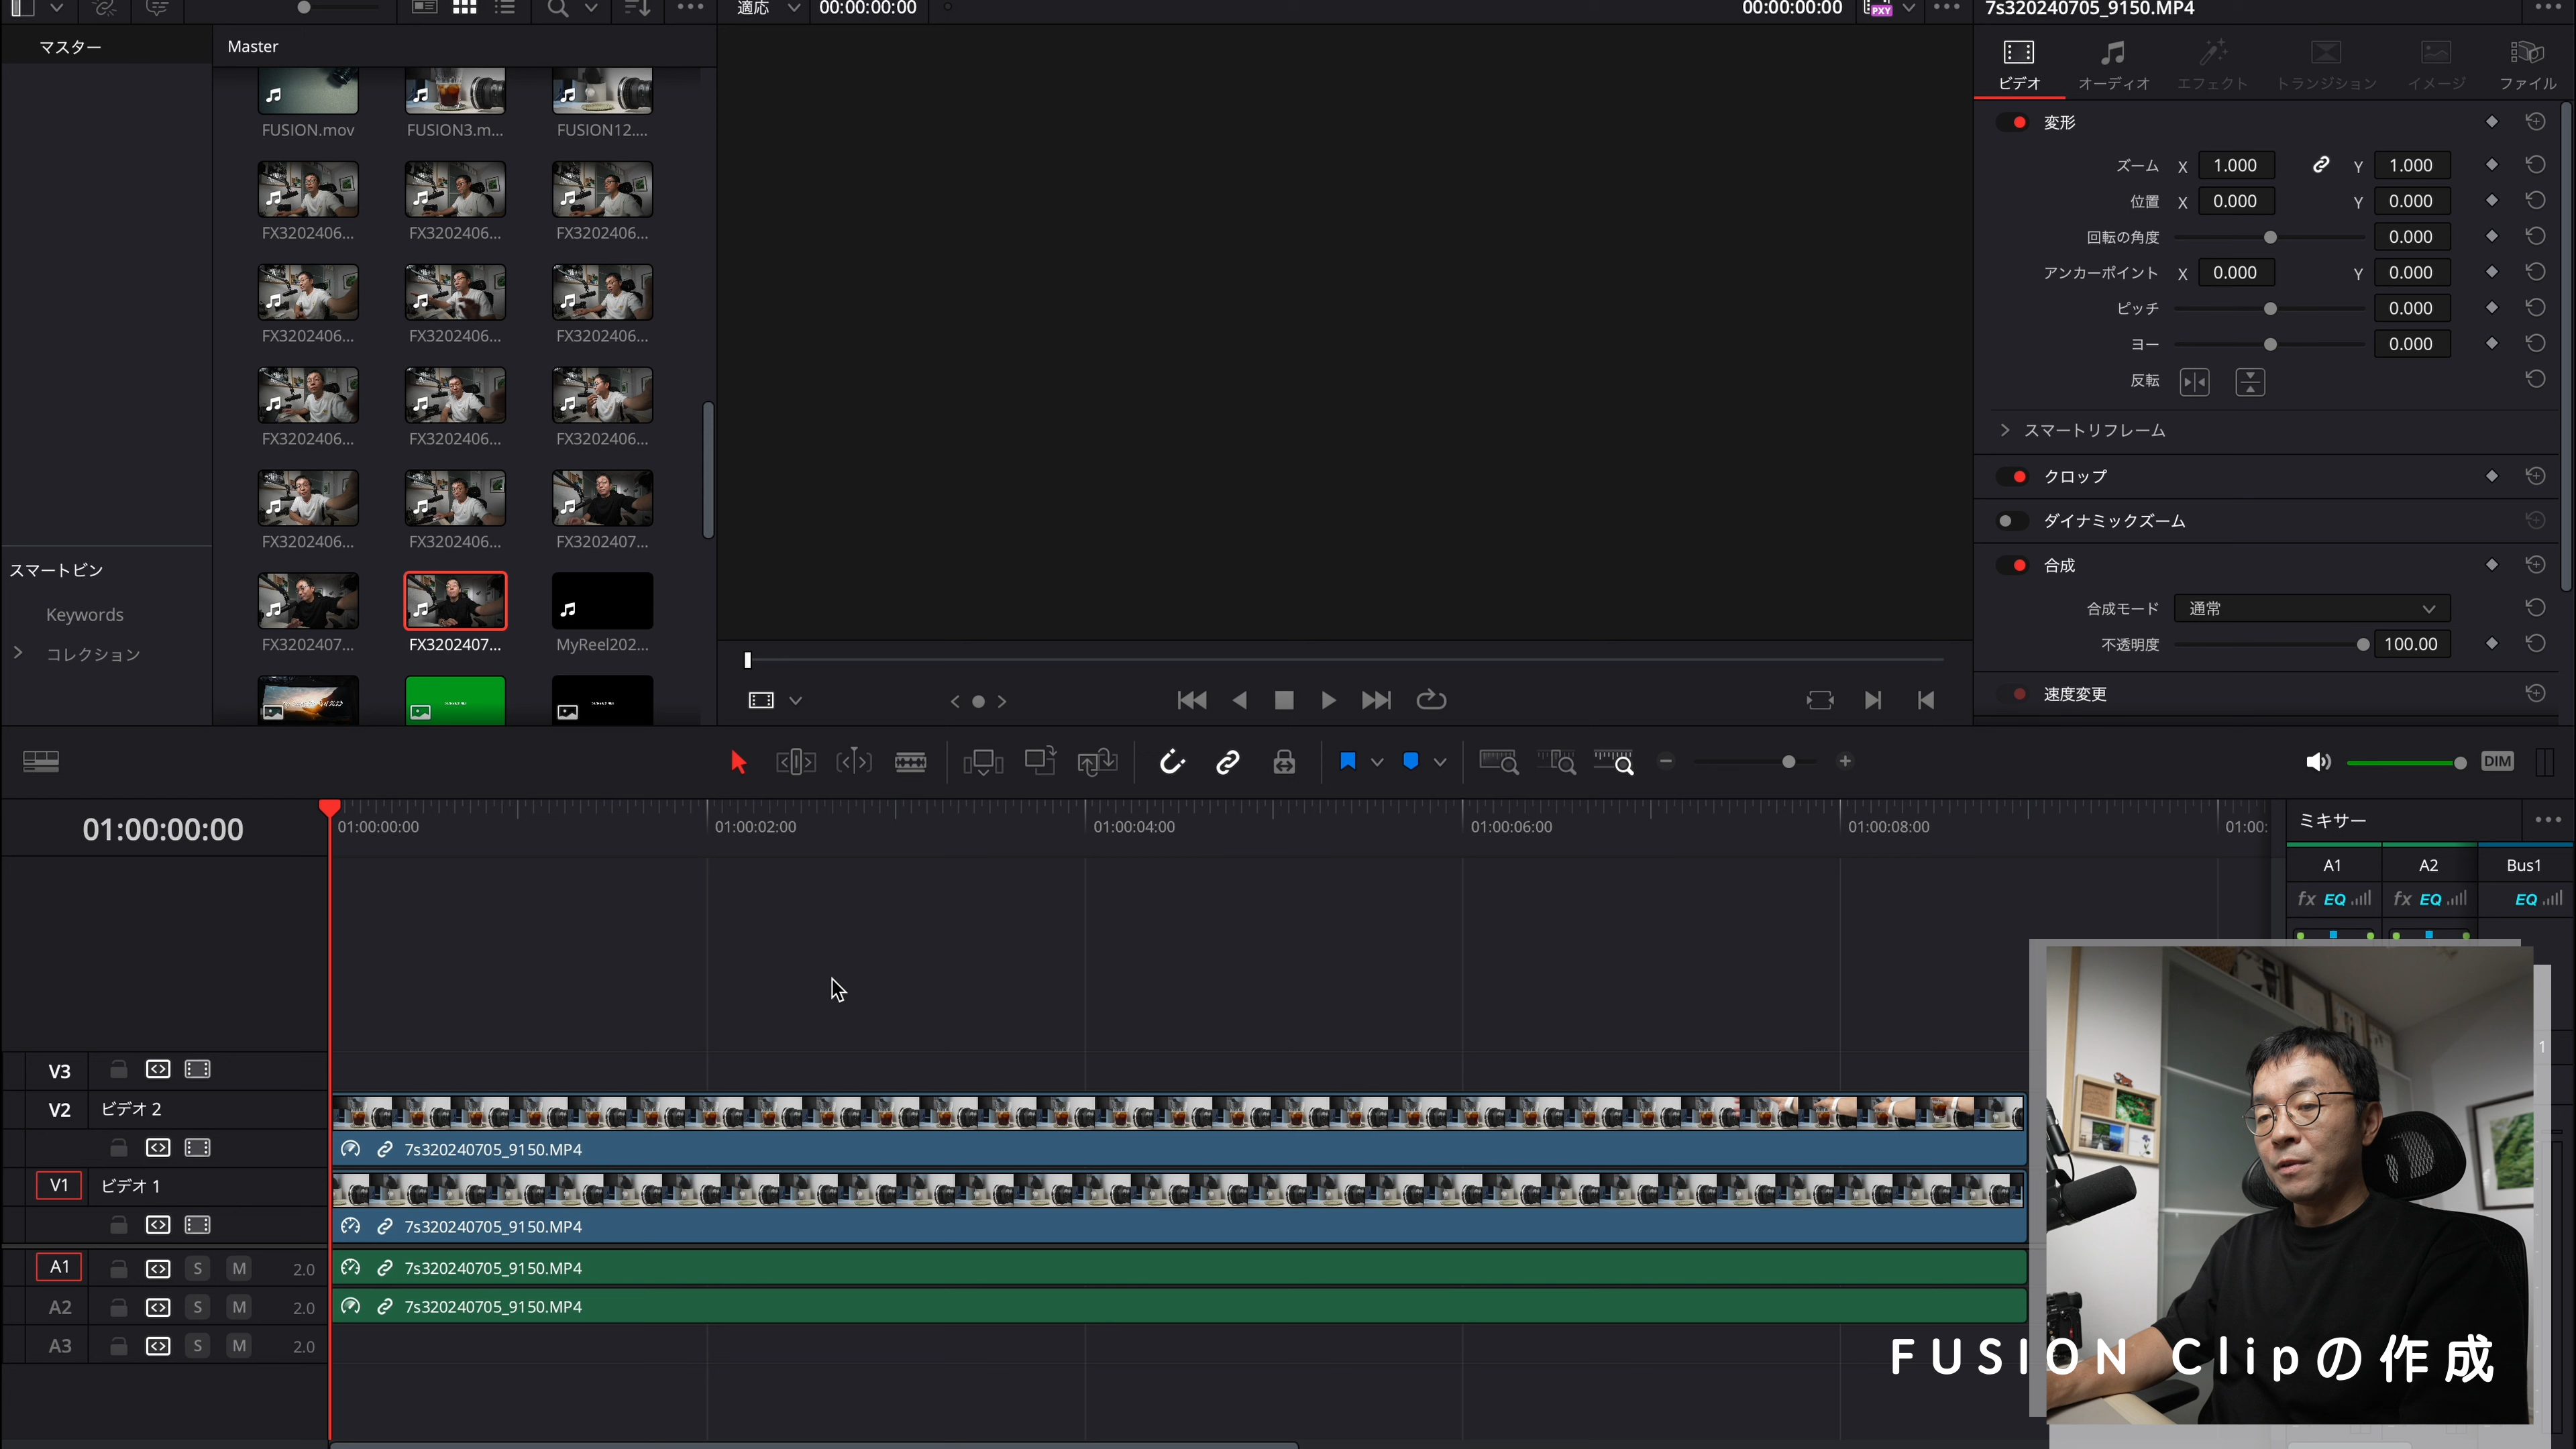 適応
00:00:00:00
00:00:00:00
PXY
7s320240705_9150.MP4
マスター
Master
FUSION.mov
FUSION3.m...
FUSION12....
FX3202406...
FX3202406...
FX3202406...
FX3202406...
FX3202406...
FX3202406...
FX3202406...
FX3202406...
FX3202406...
FX3202406...
FX3202406...
FX3202407...
FX3202407...
FX3202407...
MyReel202...
スマートビン
Keywords
コレクション
ビデオ
オーディオ
エフェクト
トランジション
イメージ
ファイル
変形
ズーム X 1.000 Y 1.000
位置 X 0.000 Y 0.000
回転の角度 0.000
アンカーポイント X 0.000 Y 0.000
ピッチ 0.000
ヨー 0.000
反転
スマートリフレーム
クロップ
ダイナミックズーム
合成
合成モード 通常
不透明度 100.00
速度変更
DIM
01:00:00:00
01:00:00:00
01:00:02:00
01:00:04:00
01:00:06:00
01:00:08:00
01:00:
ミキサー
A1
A2
Bus1
fx EQ
fx EQ
EQ
V3
V2 ビデオ 2
7s320240705_9150.MP4
V1 ビデオ 1
7s320240705_9150.MP4
A1 S M 2.0
7s320240705_9150.MP4
A2 S M 2.0
7s320240705_9150.MP4
A3 S M 2.0
1
FUSION Clipの作成